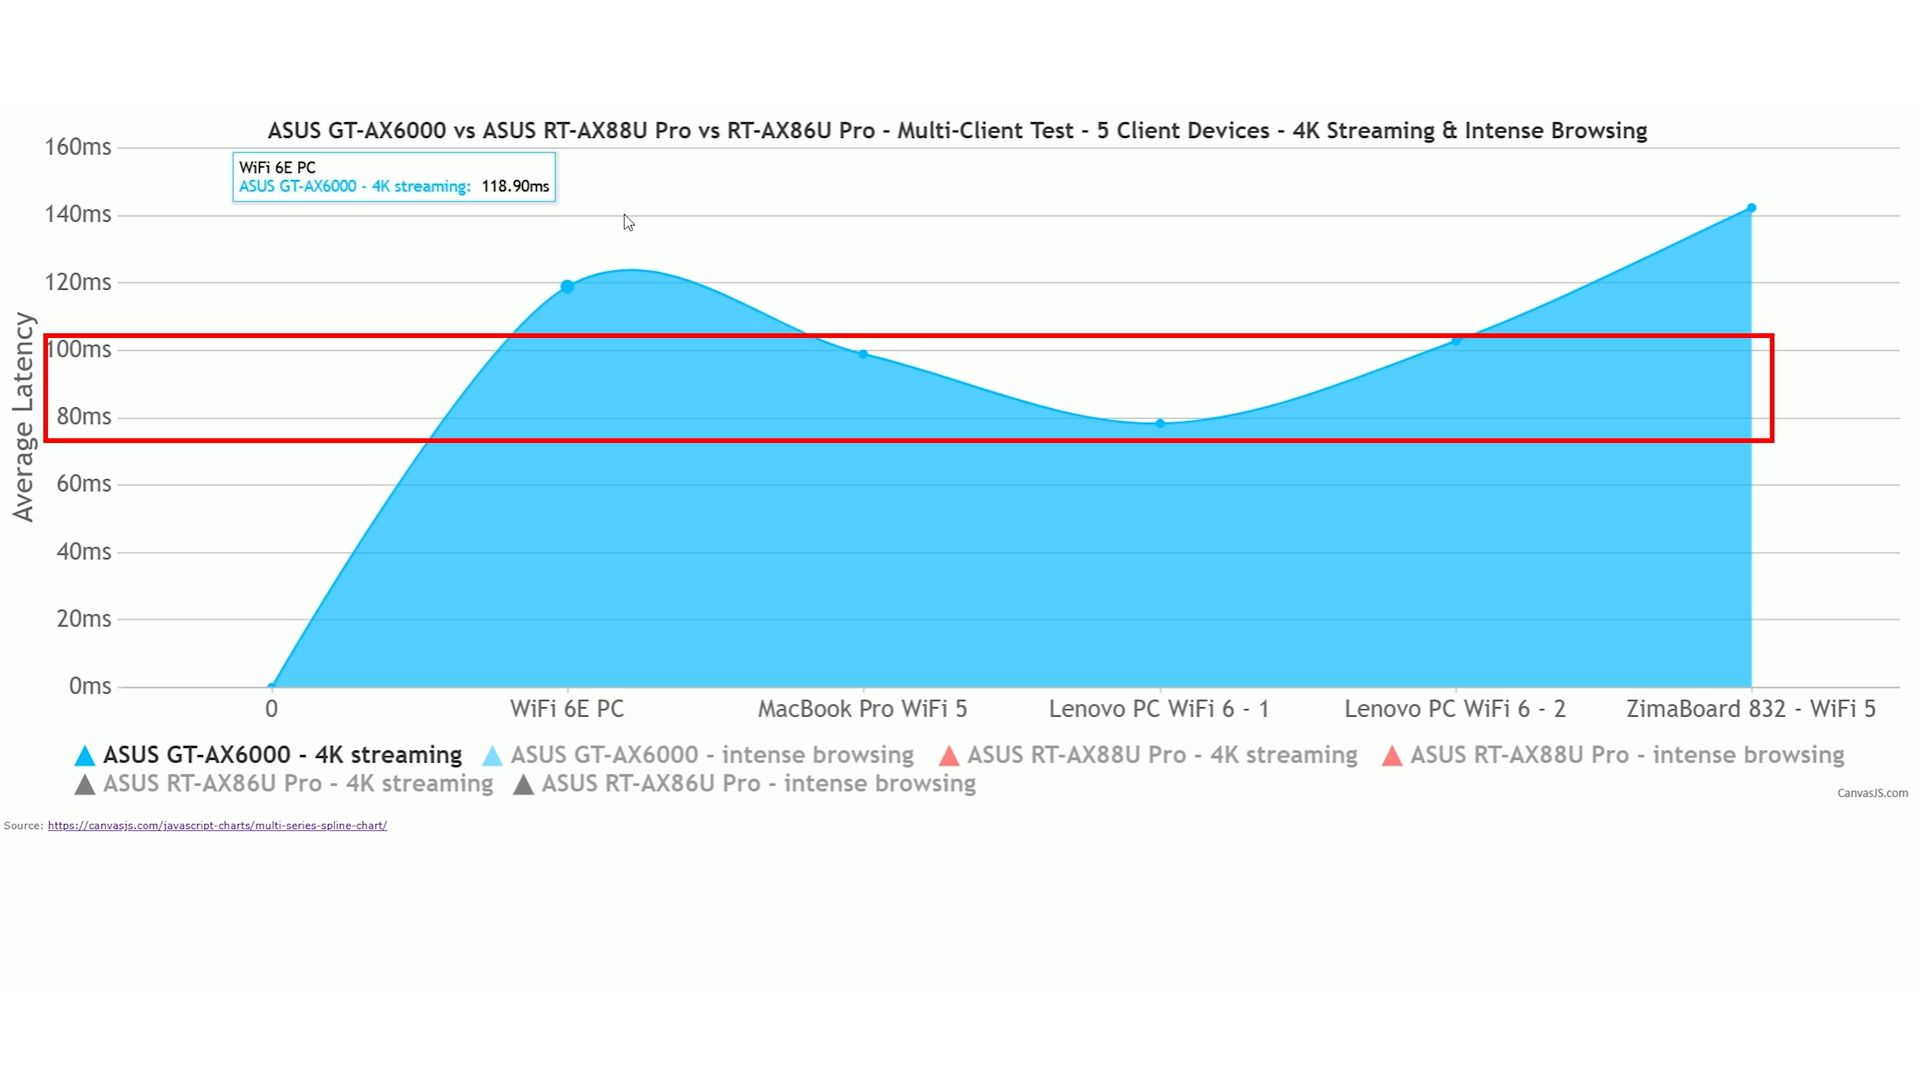 ASUS GT-AX6000 vs ASUS RT-AX88U Pro vs RT-AX86U Pro - Multi-Client Test - 5 Client Devices - 4K Streaming & Intense Browsing
160ms
WiFi 6E PC
ASUS GT-AX6000 - 4K streaming: 118.90ms
140ms
120ms
100ms
80ms
60ms
40ms
20ms
0ms
Average Latency
0 WiFi 6E PC MacBook Pro WiFi 5 Lenovo PC WiFi 6 - 1 Lenovo PC WiFi 6 - 2 ZimaBoard 832 - WiFi 5
ASUS GT-AX6000 - 4K streaming ASUS GT-AX6000 - intense browsing ASUS RT-AX88U Pro - 4K streaming ASUS RT-AX88U Pro - intense browsing
ASUS RT-AX86U Pro - 4K streaming ASUS RT-AX86U Pro - intense browsing
CanvasJS.com
Source: https://canvasjs.com/javascript-charts/multi-series-spline-chart/